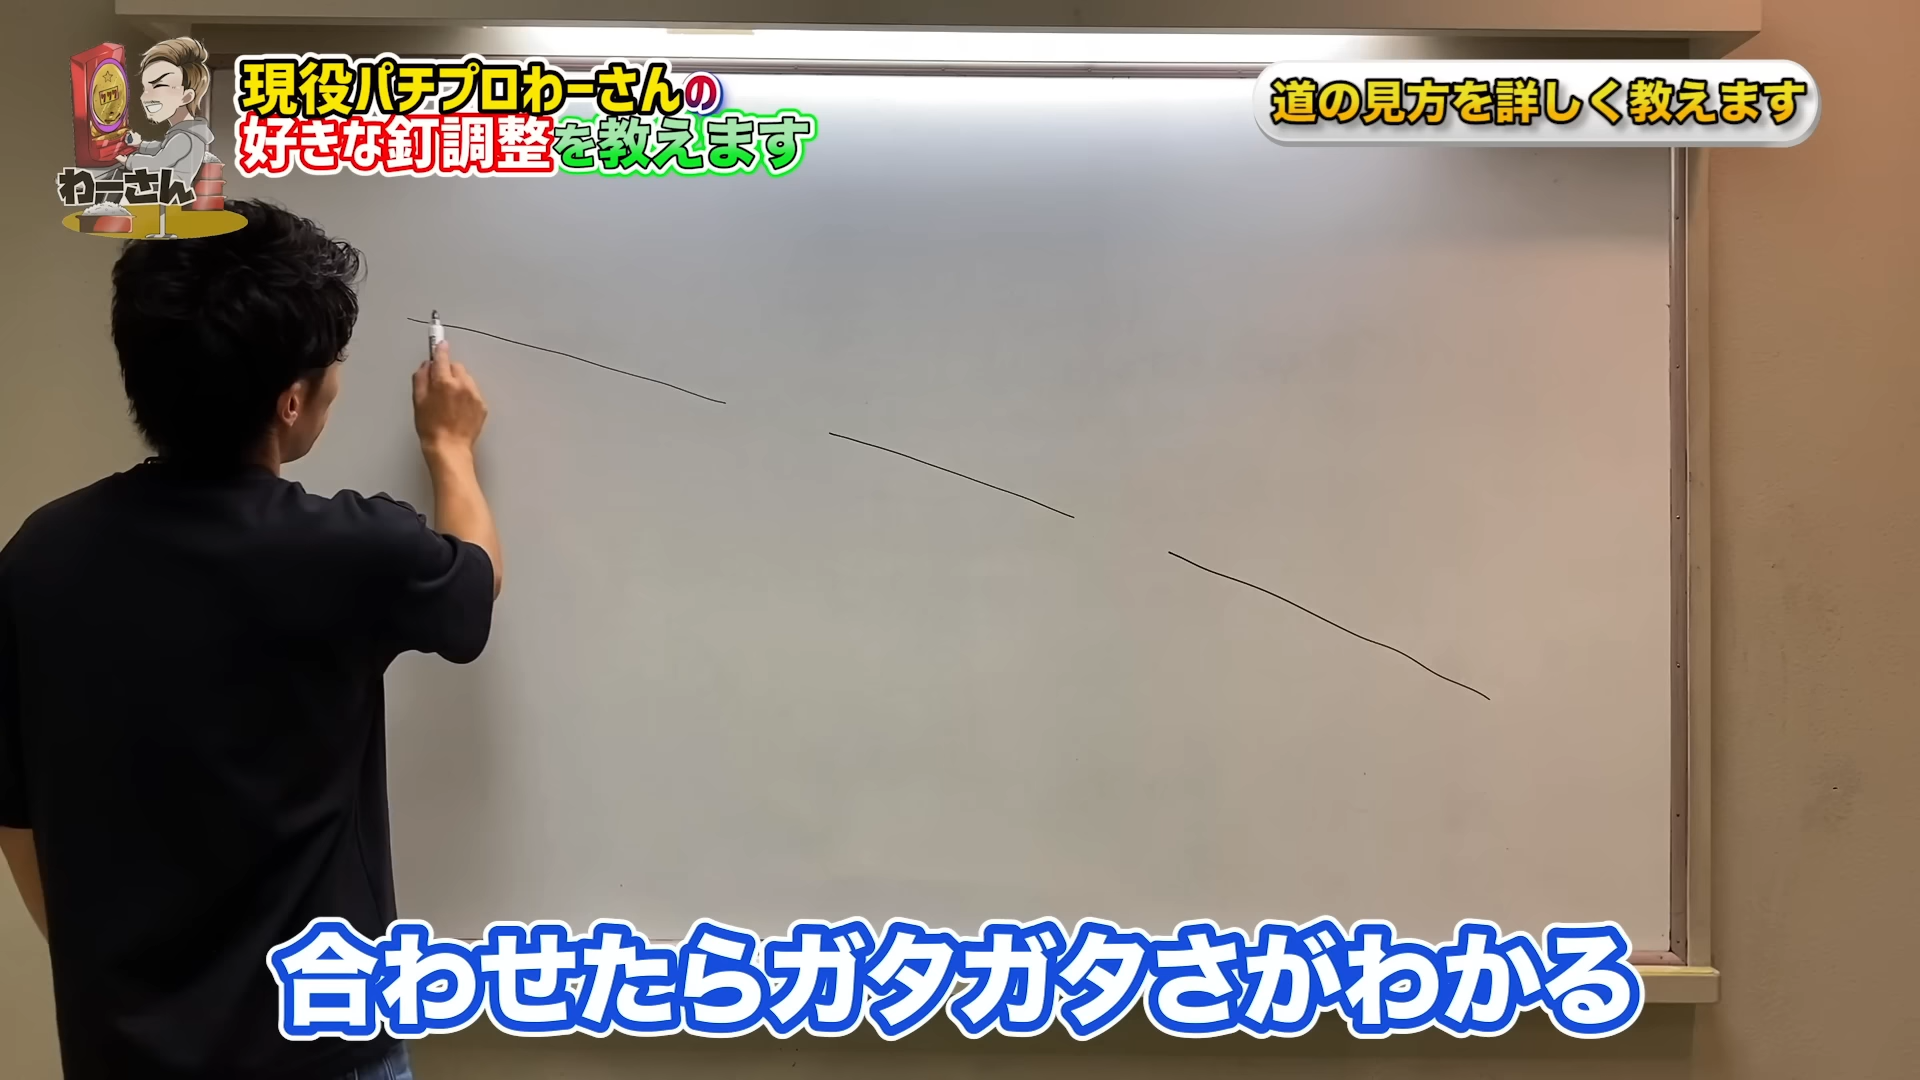 現役パチプロわーさんの
好きな釘調整を教えます
道の見方を詳しく教えます
わーさん
合わせたらガタガタさがわかる